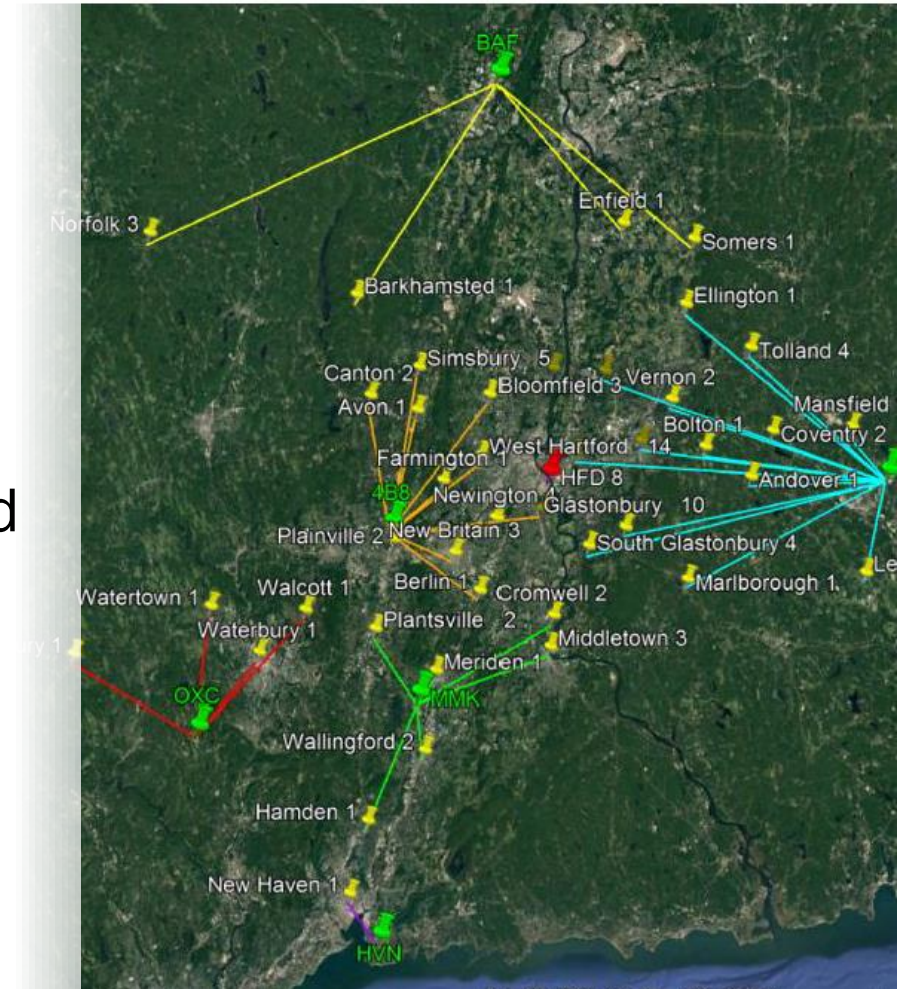 BAF
Enfield 1
Norfolk 3
Somers 1
Barkhamsted 1
Ellington 1
Tolland 4
Simsbury 5
Canton 2
Vernon 2
Bloomfield 3
Avon 1
Mansfield
Bolton 1
Coventry 2
West Hartford 14
Farmington 1
HFD 8
Andover 1
4B8
Newington 4
Glastonbury 10
d
Plainville 2
New Britain 3
South Glastonbury 4
Le
Berlin 1
Marlborough 1
Cromwell 2
Watertown 1
Walcott 1
Plantsville 2
Waterbury 1
Middletown 3
ury 1
Meriden 1
OXC
MMK
Wallingford 2
Hamden 1
New Haven 1
HVN